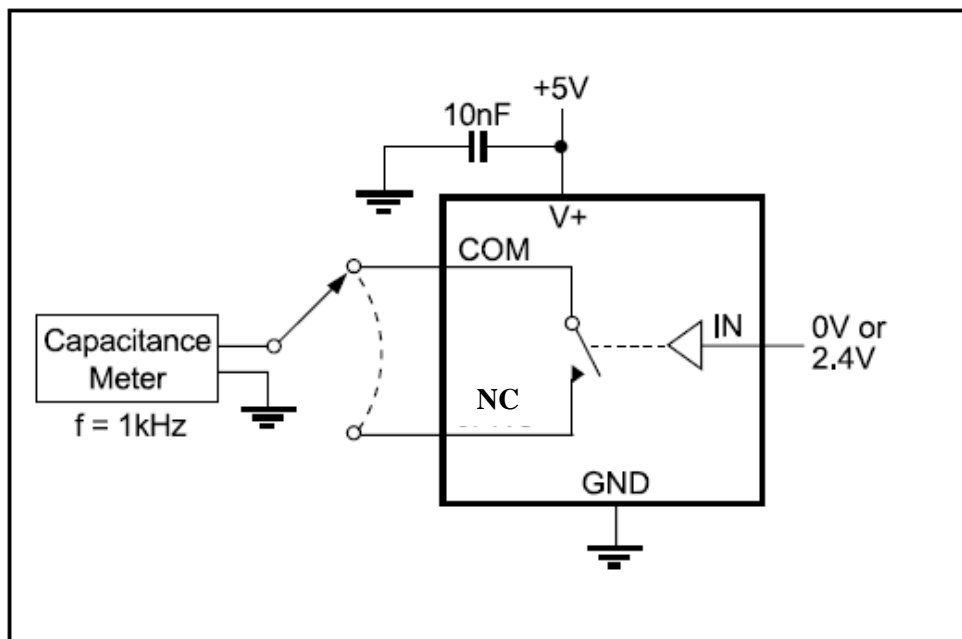 +5V
10nF
V+
COM
IN
0V or
2.4V
Capacitance
Meter
f = 1kHz
NC
GND